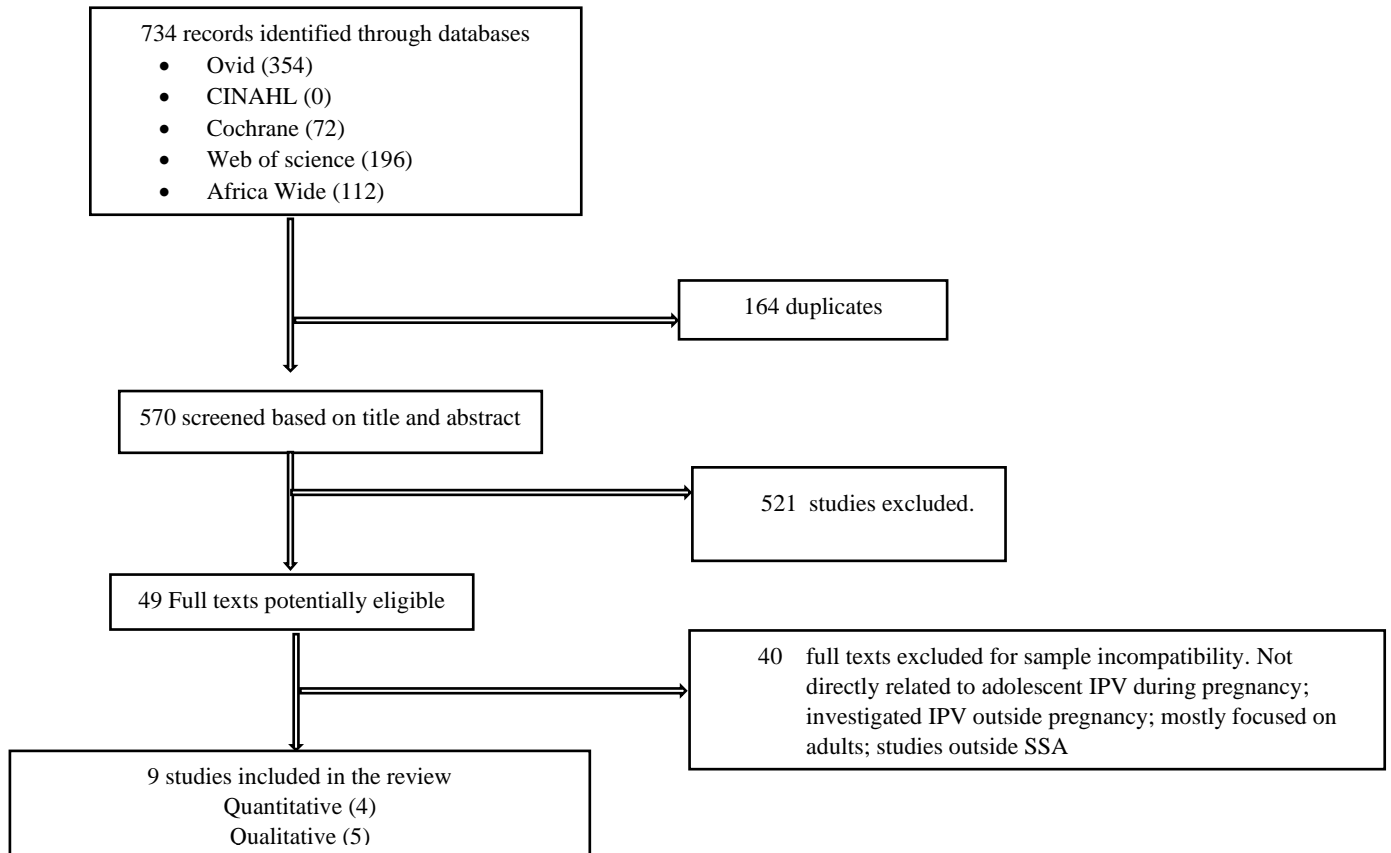 734 records identified through databases
• Ovid (354)
• CINAHL (0)
• Cochrane (72)
• Web of science (196)
• Africa Wide (112)
164 duplicates
570 screened based on title and abstract
521 studies excluded.
49 Full texts potentially eligible
40 full texts excluded for sample incompatibility. Not
directly related to adolescent IPV during pregnancy;
investigated IPV outside pregnancy; mostly focused on
adults; studies outside SSA
9 studies included in the review
Quantitative (4)
Qualitative (5)